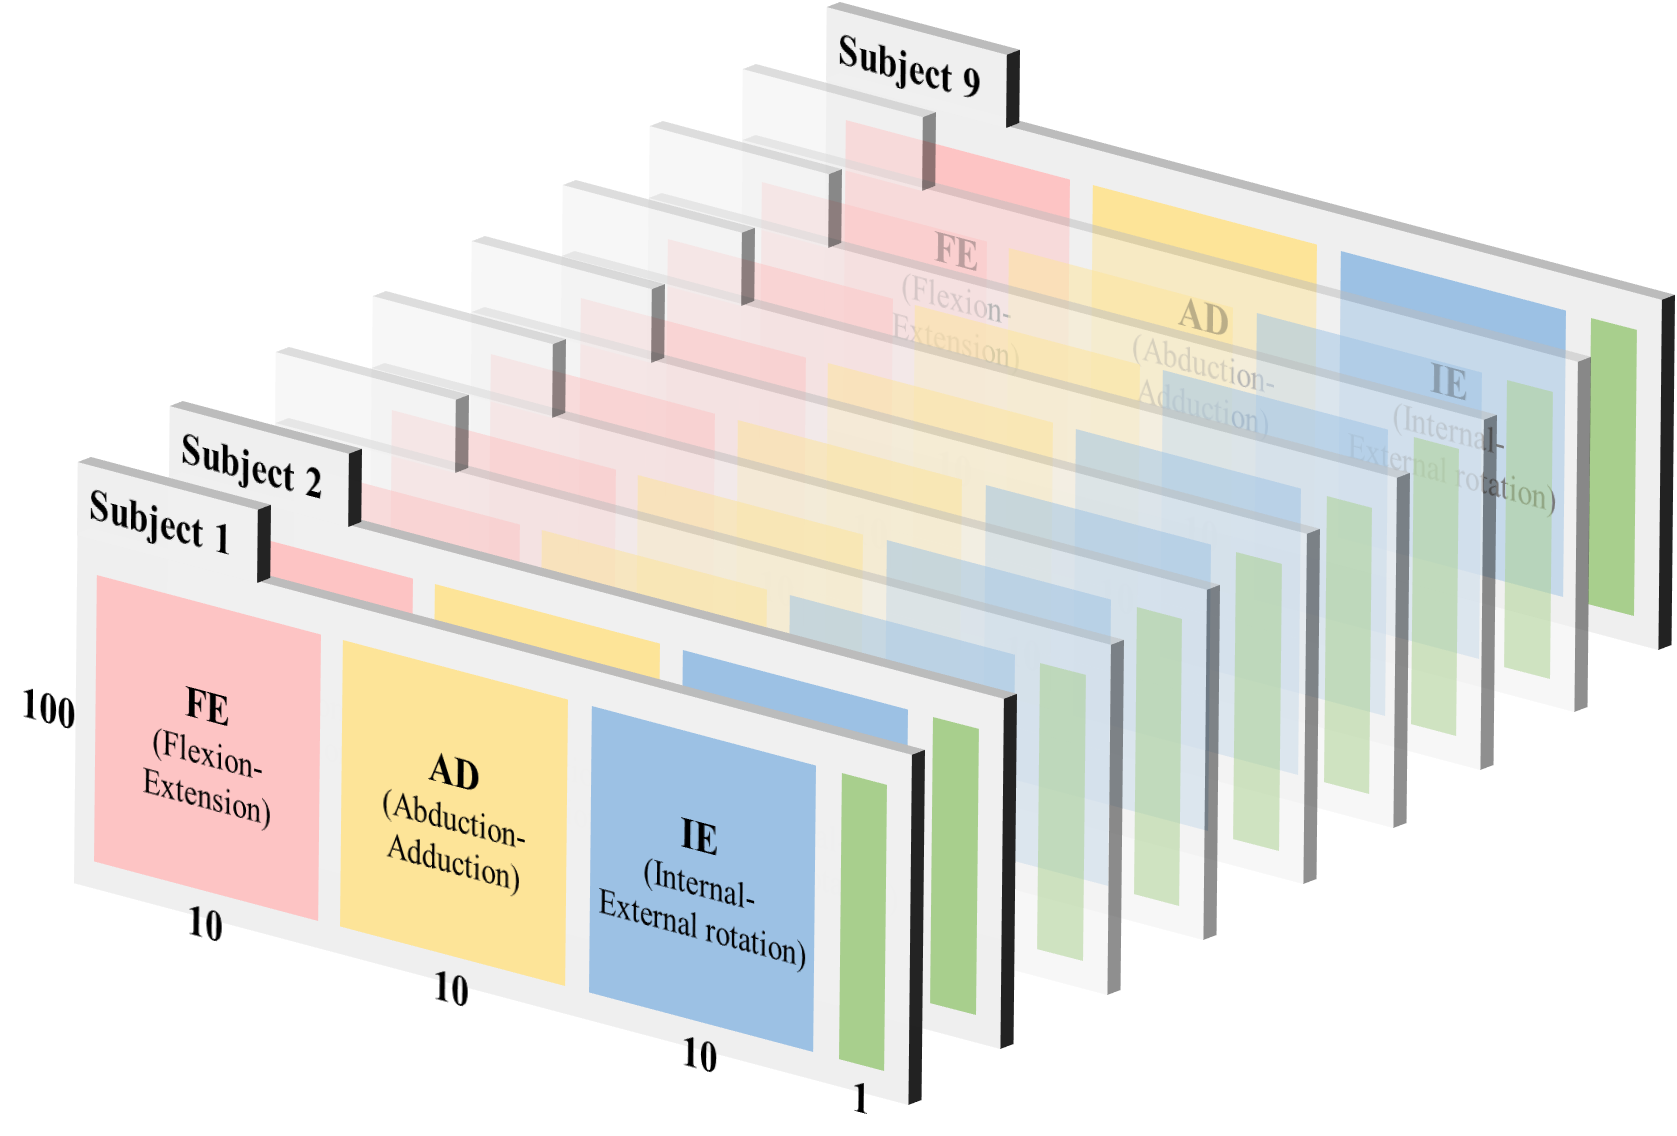 Subject 9
FE
(Flexion-
Extension)
AD
(Abduction-
Adduction)
IE
(Internal-
External rotation)
Subject 2
Subject 1
100
FE
(Flexion-
Extension)
AD
(Abduction-
Adduction)
IE
(Internal-
External rotation)
10
10
10
1